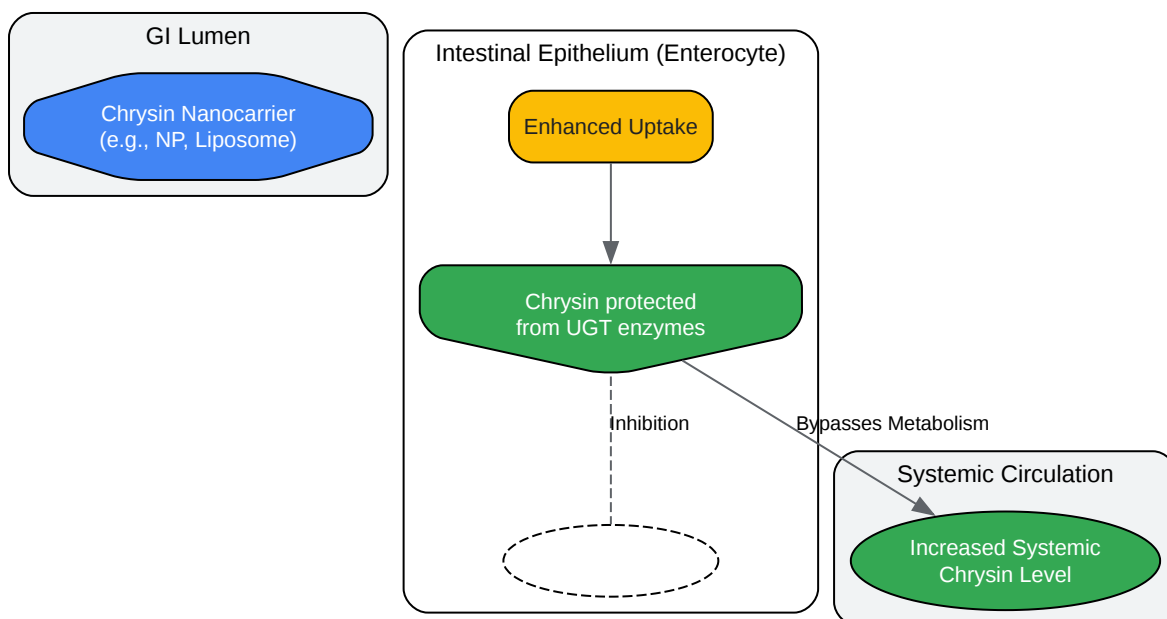 GI Lumen
Chrysin Nanocarrier
(e.g., NP, Liposome)
Intestinal Epithelium (Enterocyte)
Enhanced Uptake
Chrysin protected
from UGT enzymes
Inhibition
Bypasses Metabolism
Systemic Circulation
Increased Systemic
Chrysin Level